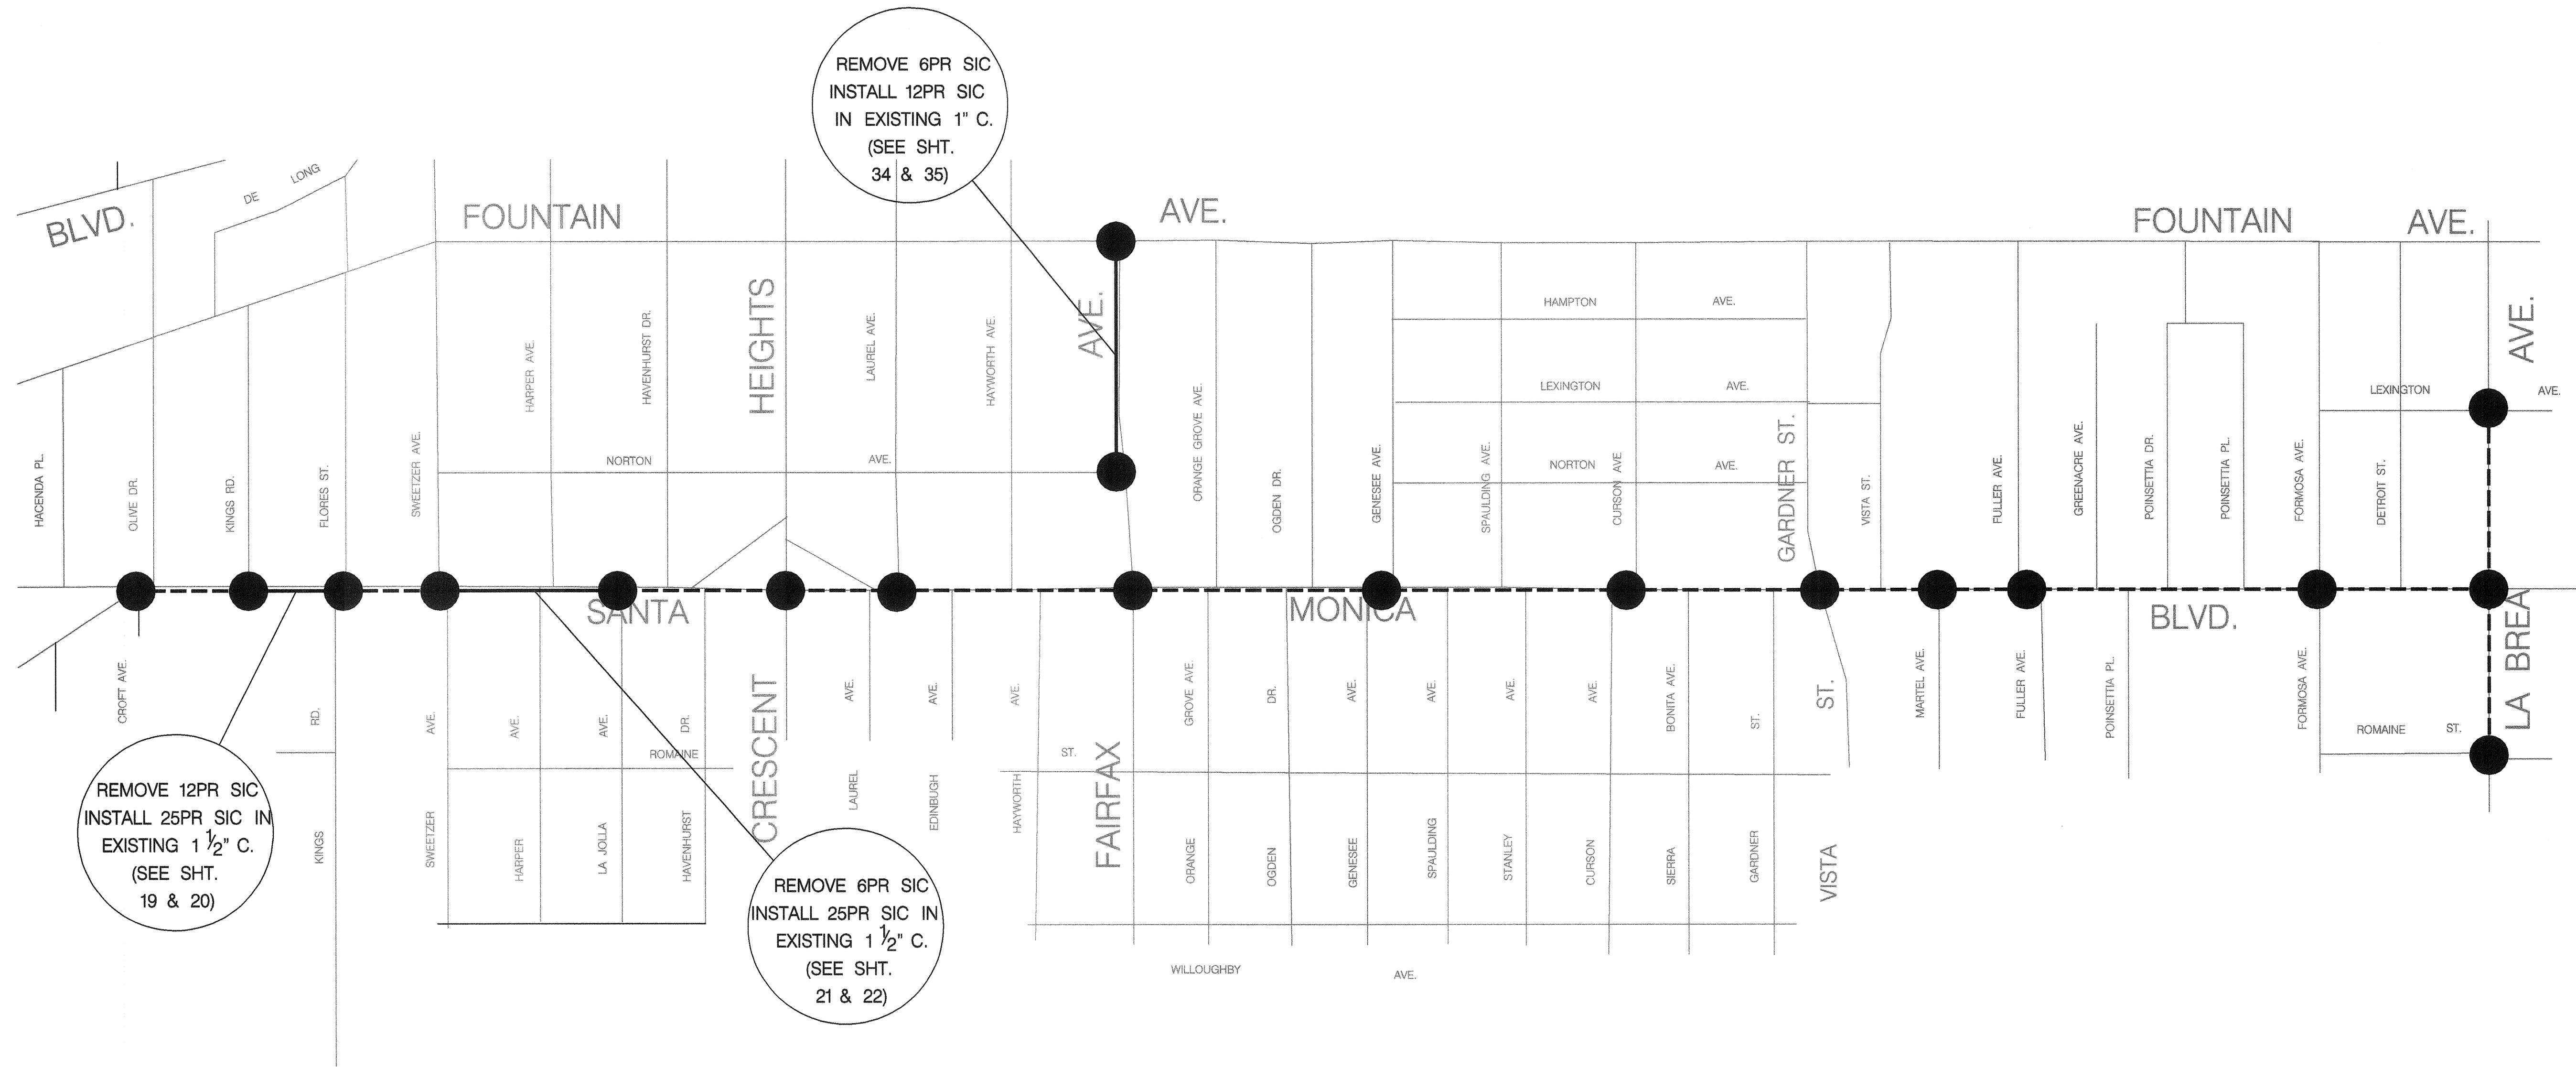 REMOVE 6PR SIC
INSTALL 12PR SIC
IN EXISTING 1" C.
(SEE SHT.
34 & 35)
BLVD.
DE LONG
FOUNTAIN
AVE.
FOUNTAIN
AVE.
HEIGHTS
AVE.
AVE.
HAMPTON AVE.
LEXINGTON AVE.
LEXINGTON AVE.
NORTON AVE.
NORTON AVE.
HACENDA PL.
OLIVE DR.
KINGS RD.
FLORES ST.
SWEETZER AVE.
HARPER AVE.
HAVENHURST DR.
LAUREL AVE.
HAYWORTH AVE.
ORANGE GROVE AVE.
OGDEN DR.
GENESEE AVE.
SPAULDING AVE.
CURSON AVE
GARDNER ST.
VISTA ST.
FULLER AVE.
GREENACRE AVE.
POINSETTIA DR.
POINSETTIA PL.
FORMOSA AVE.
DETROIT ST.
SANTA
MONICA
BLVD.
LA BREA
CROFT AVE.
KINGS RD.
SWEETZER AVE.
HARPER AVE.
LA JOLLA AVE.
HAVENHURST DR.
ROMAINE
ST.
CRESCENT
LAUREL AVE.
EDINBUGH AVE.
HAYWORTH AVE.
FAIRFAX
ORANGE GROVE AVE.
OGDEN DR.
GENESEE AVE.
SPAULDING AVE.
STANLEY AVE.
CURSON AVE.
SIERRA BONITA AVE.
GARDNER ST.
VISTA ST.
MARTEL AVE.
FULLER AVE.
POINSETTIA PL.
FORMOSA AVE.
ROMAINE ST.
REMOVE 12PR SIC
INSTALL 25PR SIC IN
EXISTING 1 1/2" C.
(SEE SHT.
19 & 20)
REMOVE 6PR SIC
INSTALL 25PR SIC IN
EXISTING 1 1/2" C.
(SEE SHT.
21 & 22)
WILLOUGHBY AVE.